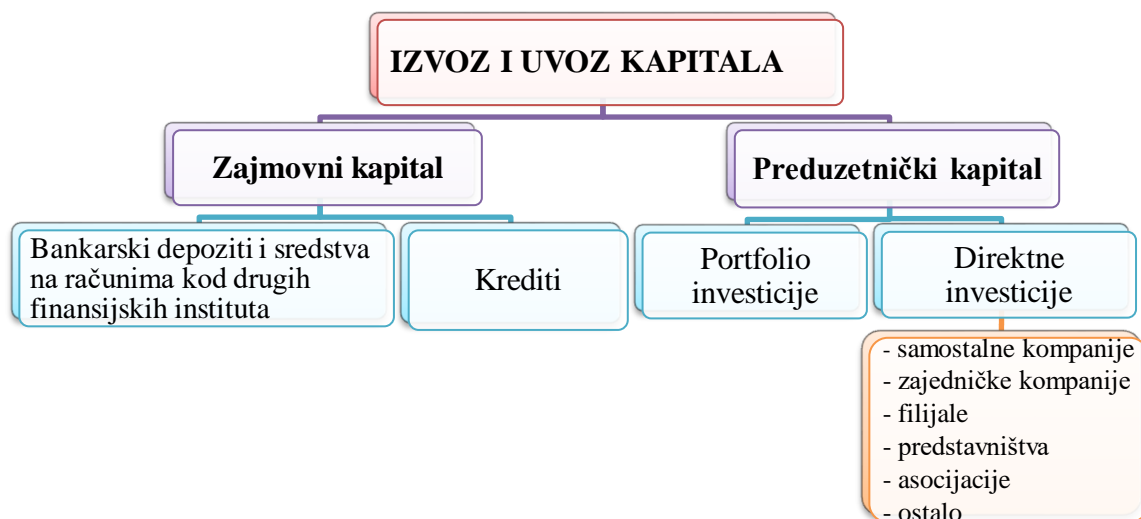 IZVOZ I UVOZ KAPITALA
Zajmovni kapital
Preduzetnički kapital
Bankarski depoziti i sredstva
na računima kod drugih
finansijskih instituta
Krediti
Portfolio
investicije
Direktne
investicije
- samostalne kompanije
- zajedničke kompanije
- filijale
- predstavništva
- asocijacije
- ostalo